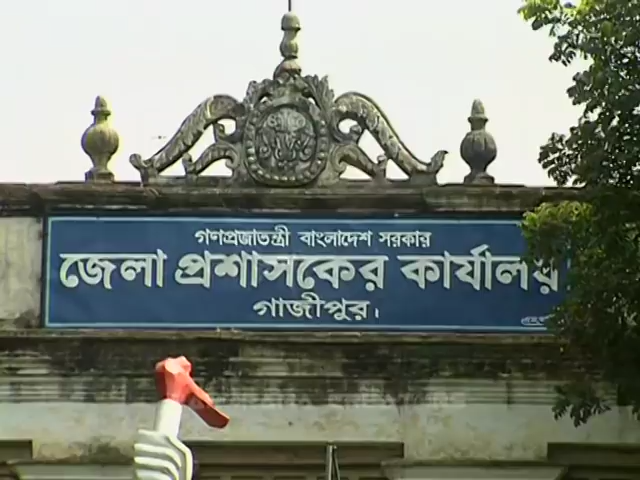 গণপ্রজাতন্ত্রী বাংলাদেশ সরকার
জেলা প্রশাসকের কার্যালয়
গাজীপুর।